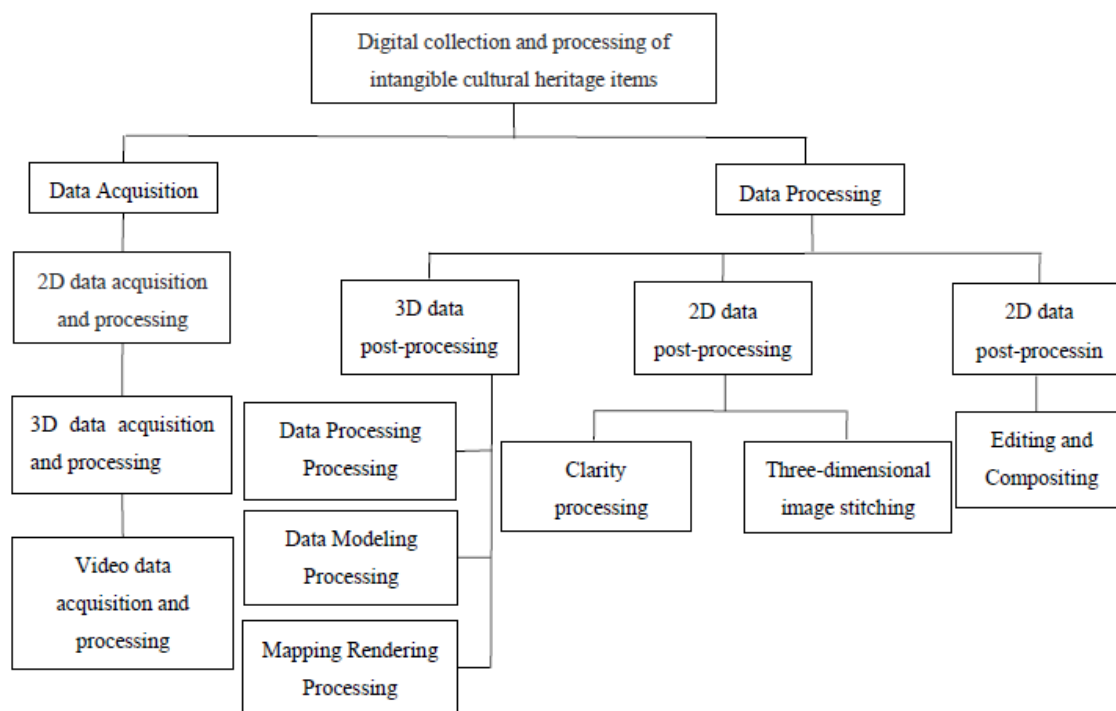 Digital collection and processing of
intangible cultural heritage items
Data Acquisition
Data Processing
2D data acquisition
and processing
3D data
post-processing
2D data
post-processing
2D data
post-processin
3D data acquisition
and processing
Data Processing
Processing
Clarity
processing
Three-dimensional
image stitching
Editing and
Compositing
Data Modeling
Processing
Video data
acquisition and
processing
Mapping Rendering
Processing